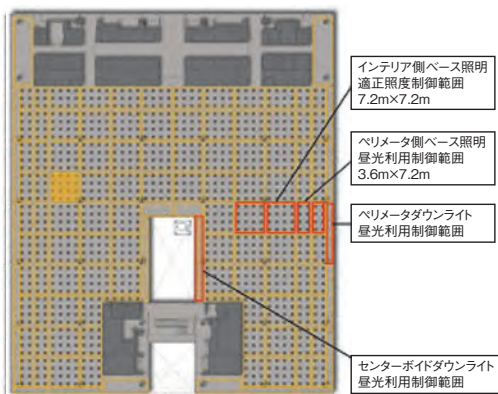 インテリア側ベース照明
適正照度制御範囲
7.2m×7.2m
ペリメータ側ベース照明
昼光利用制御範囲
3.6m×7.2m
ペリメータダウンライト
昼光利用制御範囲
センターボイドダウンライト
昼光利用制御範囲